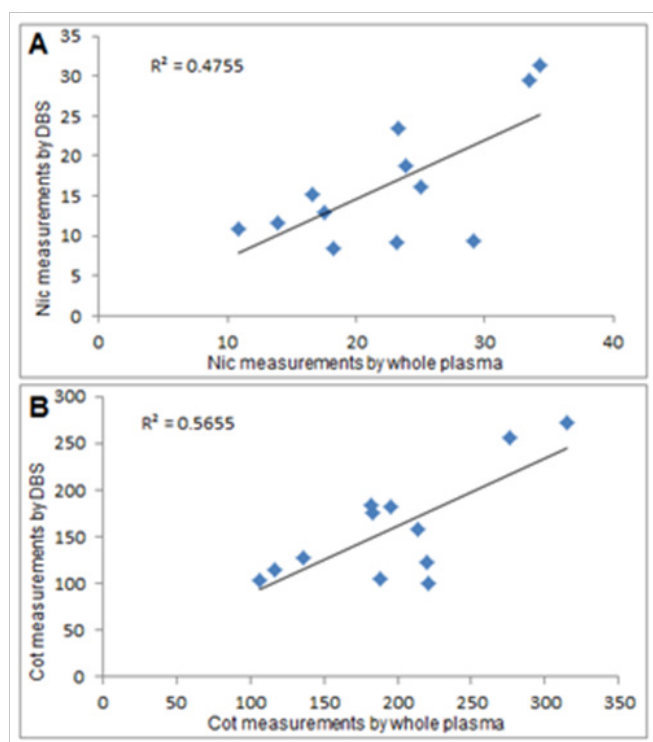 A
R² = 0.4755
Nic measurements by DBS
35
30
25
20
15
10
5
0
0 10 20 30 40
Nic measurements by whole plasma
B
R² = 0.5655
Cot measurements by DBS
300
250
200
150
100
50
0
0 50 100 150 200 250 300 350
Cot measurements by whole plasma